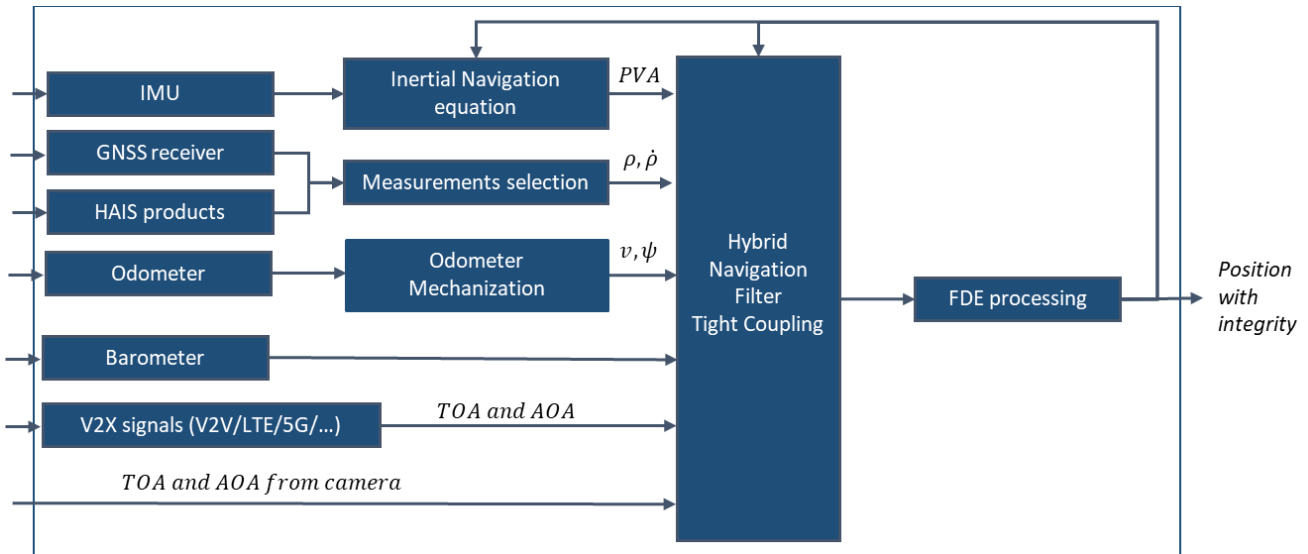 IMU
Inertial Navigation
equation
PVA
GNSS receiver
HAIS products
Measurements selection
ρ, ρ̇
Odometer
Odometer
Mechanization
v, ψ
Barometer
V2X signals (V2V/LTE/5G/...)
TOA and AOA
TOA and AOA from camera
Hybrid
Navigation
Filter
Tight Coupling
FDE processing
Position
with
integrity